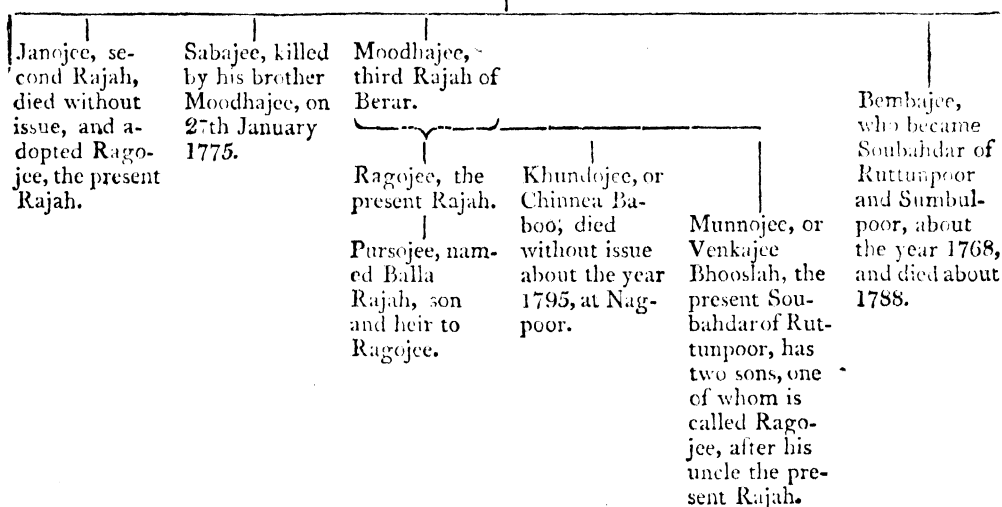 Janojee, se-
cond Rajah,
died without
issue, and a-
dopted Rago-
jee, the present
Rajah.
Sabajee, killed
by his brother
Moodhajee, on
27th January
1775.
Moodhajee,
third Rajah of
Berar.
Ragojee, the
present Rajah.
Pursojee, nam-
ed Balla
Rajah, son
and heir to
Ragojee.
Khundojee, or
Chinnea Ba-
boo; died
without issue
about the year
1795, at Nag-
poor.
Munnojee, or
Venkajee
Bhooslah, the
present Sou-
bahdar of Rut-
tunpoor, has
two sons, one
of whom is
called Rago-
jee, after his
uncle the pre-
sent Rajah.
Bembajee,
who became
Soubahdar of
Ruttunpoor
and Sumbul-
poor, about
the year 1768,
and died about
1788.